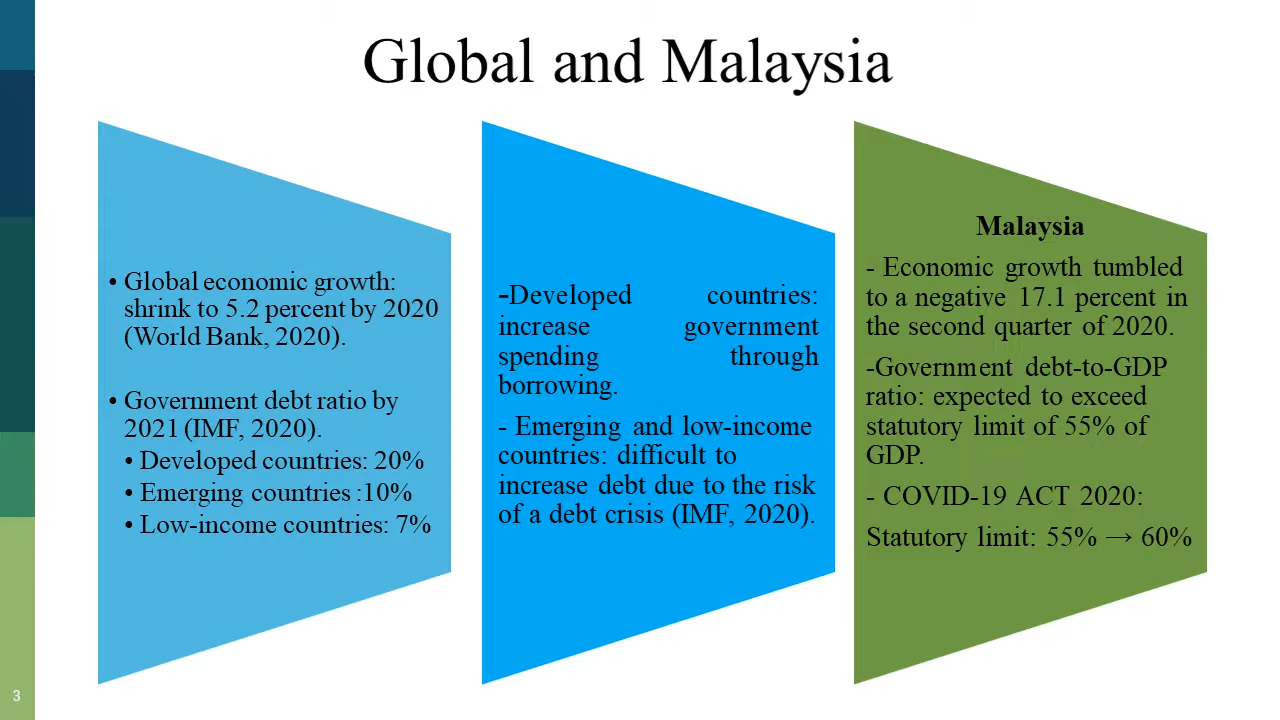 Global and Malaysia
• Global economic growth:
shrink to 5.2 percent by 2020
(World Bank, 2020).
• Government debt ratio by
2021 (IMF, 2020).
• Developed countries: 20%
• Emerging countries :10%
• Low-income countries: 7%
-Developed countries:
increase government
spending through
borrowing.
- Emerging and low-income
countries: difficult to
increase debt due to the risk
of a debt crisis (IMF, 2020).
Malaysia
- Economic growth tumbled
to a negative 17.1 percent in
the second quarter of 2020.
-Government debt-to-GDP
ratio: expected to exceed
statutory limit of 55% of
GDP.
- COVID-19 ACT 2020:
Statutory limit: 55% → 60%
3